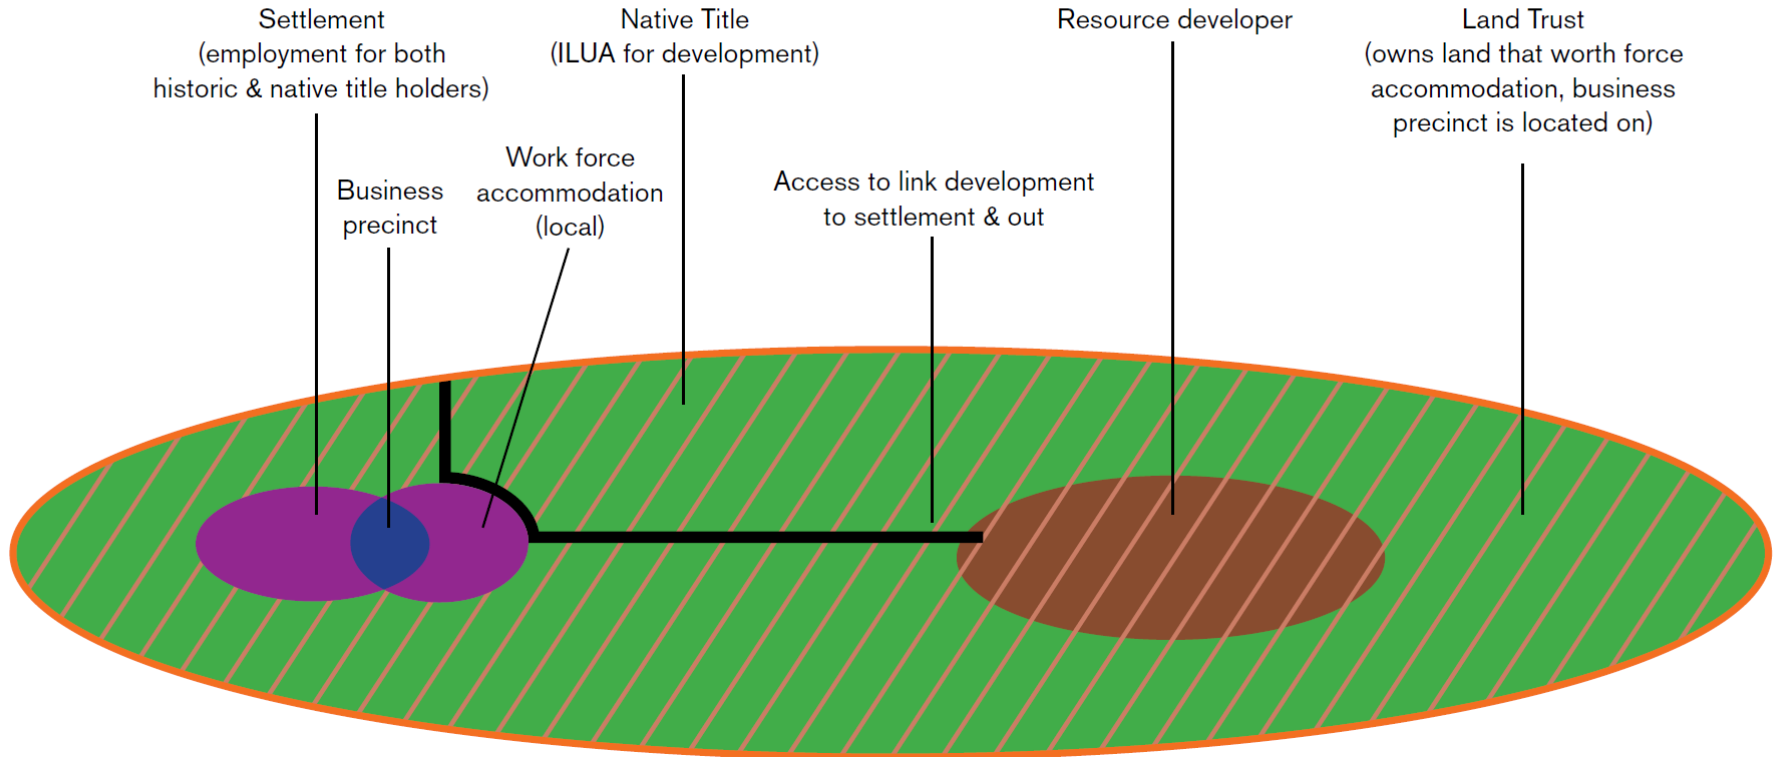 Settlement
(employment for both
historic & native title holders)
Native Title
(ILUA for development)
Resource developer
Land Trust
(owns land that worth force
accommodation, business
precinct is located on)
Business
precinct
Work force
accommodation
(local)
Access to link development
to settlement & out